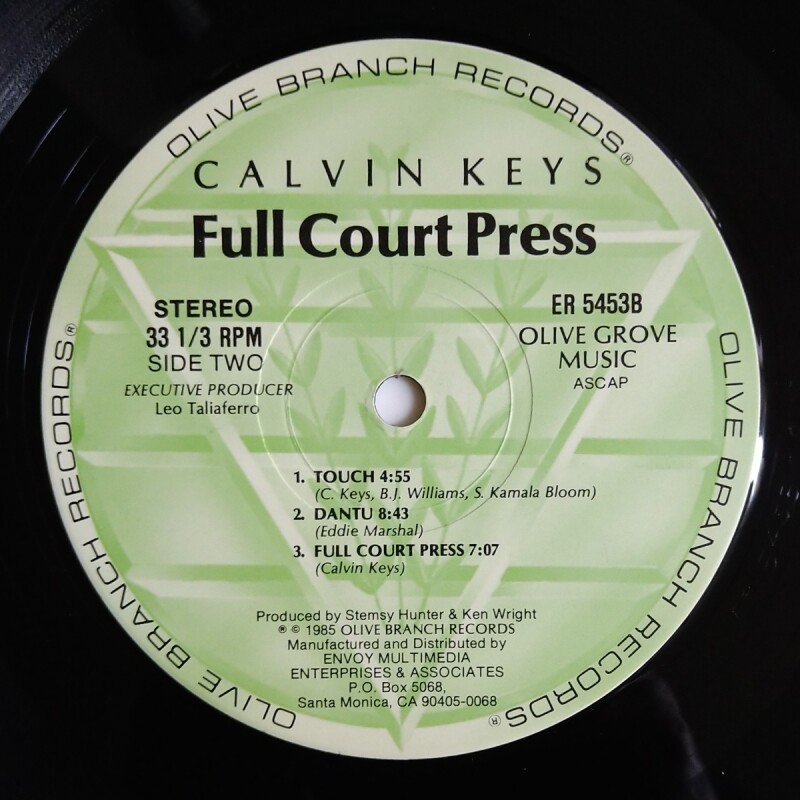 OLIVE BRANCH RECORDS®
CALVIN KEYS
Full Court Press
STEREO
33 1/3 RPM
SIDE TWO
EXECUTIVE PRODUCER
Leo Taliaferro
ER 5453B
OLIVE GROVE
MUSIC
ASCAP
1. TOUCH 4:55
(C. Keys, B.J. Williams, S. Kamala Bloom)
2. DANTU 8:43
(Eddie Marshal)
3. FULL COURT PRESS 7:07
(Calvin Keys)
Produced by Stemsy Hunter & Ken Wright
® © 1985 OLIVE BRANCH RECORDS
Manufactured and Distributed by
ENVOY MULTIMEDIA
ENTERPRISES & ASSOCIATES
P.O. Box 5068,
Santa Monica, CA 90405-0068
OLIVE BRANCH RECORDS®
OLIVE BRANCH RECORDS®